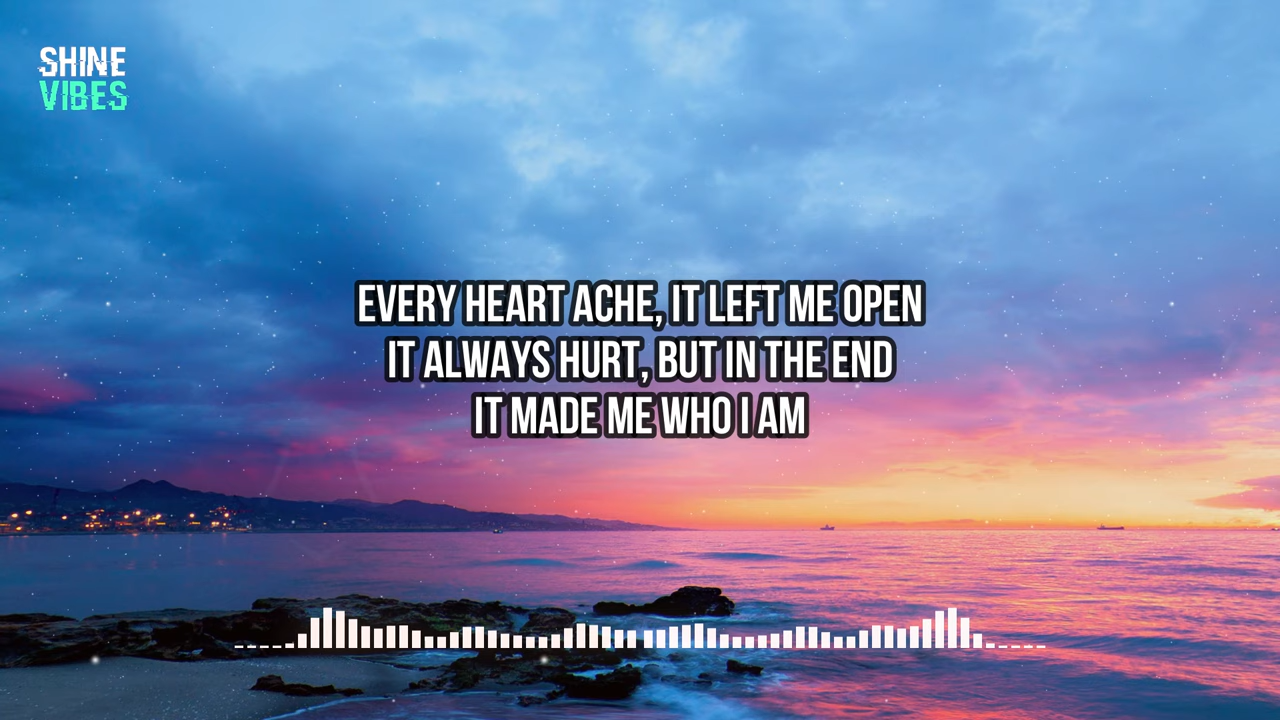 SHINE
VIBES
EVERY HEART ACHE, IT LEFT ME OPEN
IT ALWAYS HURT, BUT IN THE END
IT MADE ME WHO I AM